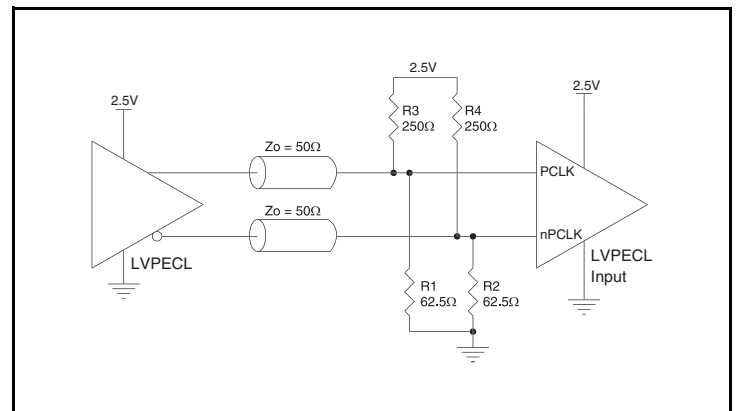 2.5V
2.5V
2.5V
R3
250Ω
R4
250Ω
Zo = 50Ω
PCLK
Zo = 50Ω
nPCLK
LVPECL
LVPECL
Input
R1
62.5Ω
R2
62.5Ω